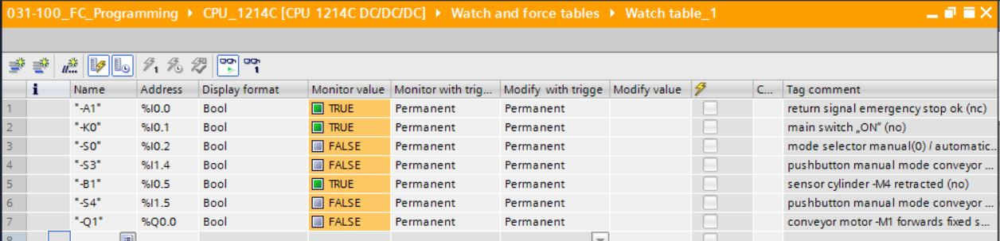 031-100_FC_Programming ▸ CPU_1214C [CPU 1214C DC/DC/DC] ▸ Watch and force tables ▸ Watch table_1
i Name Address Display format Monitor value Monitor with trig... Modify with trigge Modify value C... Tag comment
1 "-A1" %I0.0 Bool TRUE Permanent Permanent return signal emergency stop ok (nc)
2 "-K0" %I0.1 Bool TRUE Permanent Permanent main switch „ON“ (no)
3 "-S0" %I0.2 Bool FALSE Permanent Permanent mode selector manual(0) / automatic...
4 "-S3" %I1.4 Bool FALSE Permanent Permanent pushbutton manual mode conveyor ...
5 "-B1" %I0.5 Bool TRUE Permanent Permanent sensor cylinder -M4 retracted (no)
6 "-S4" %I1.5 Bool FALSE Permanent Permanent pushbutton manual mode conveyor ...
7 "-Q1" %Q0.0 Bool FALSE Permanent Permanent conveyor motor -M1 forwards fixed s...
8